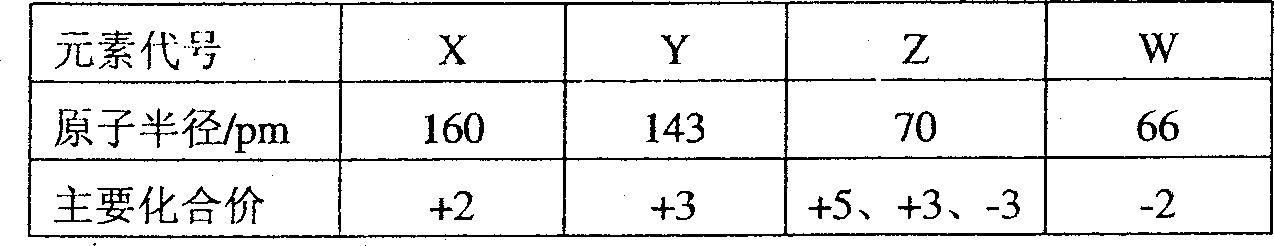 元素代号 X Y Z W
原子半径/pm 160 143 70 66
主要化合价 +2 +3 +5、+3、-3 -2